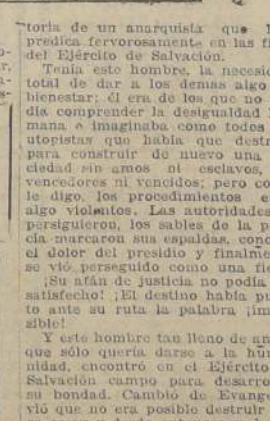 toria de un anarquista que
predica fervorosamente en las fi
del Ejército de Salvación.
Tenía este hombre, la necesi
total de dar a los demas algo
bienestar; él era de los que no
día comprender la desigualdad
mana e imaginaba como todos
utopistas que había que destr
para construir de nuevo una
ciedad sin amos ni esclavos,
vencedores ni vencidos; pero co
le digo, los procedimientos e
algo violentos. Las autoridades
persiguieron, los sables de la p
cia marcaron sus espaldas, cono
el dolor del presidio y finalme
se vió perseguido como una fie
¡Su afán de justicia no podía
satisfecho! ¡El destino había pu
to ante su ruta la palabra ¡im
sible!
Y este hombre tan lleno de an
que sólo quería darse a la hu
nidad, encontró en el Ejército
Salvación campo para desarro
su bondad. Cambió de Evange
vió que no era posible destruir